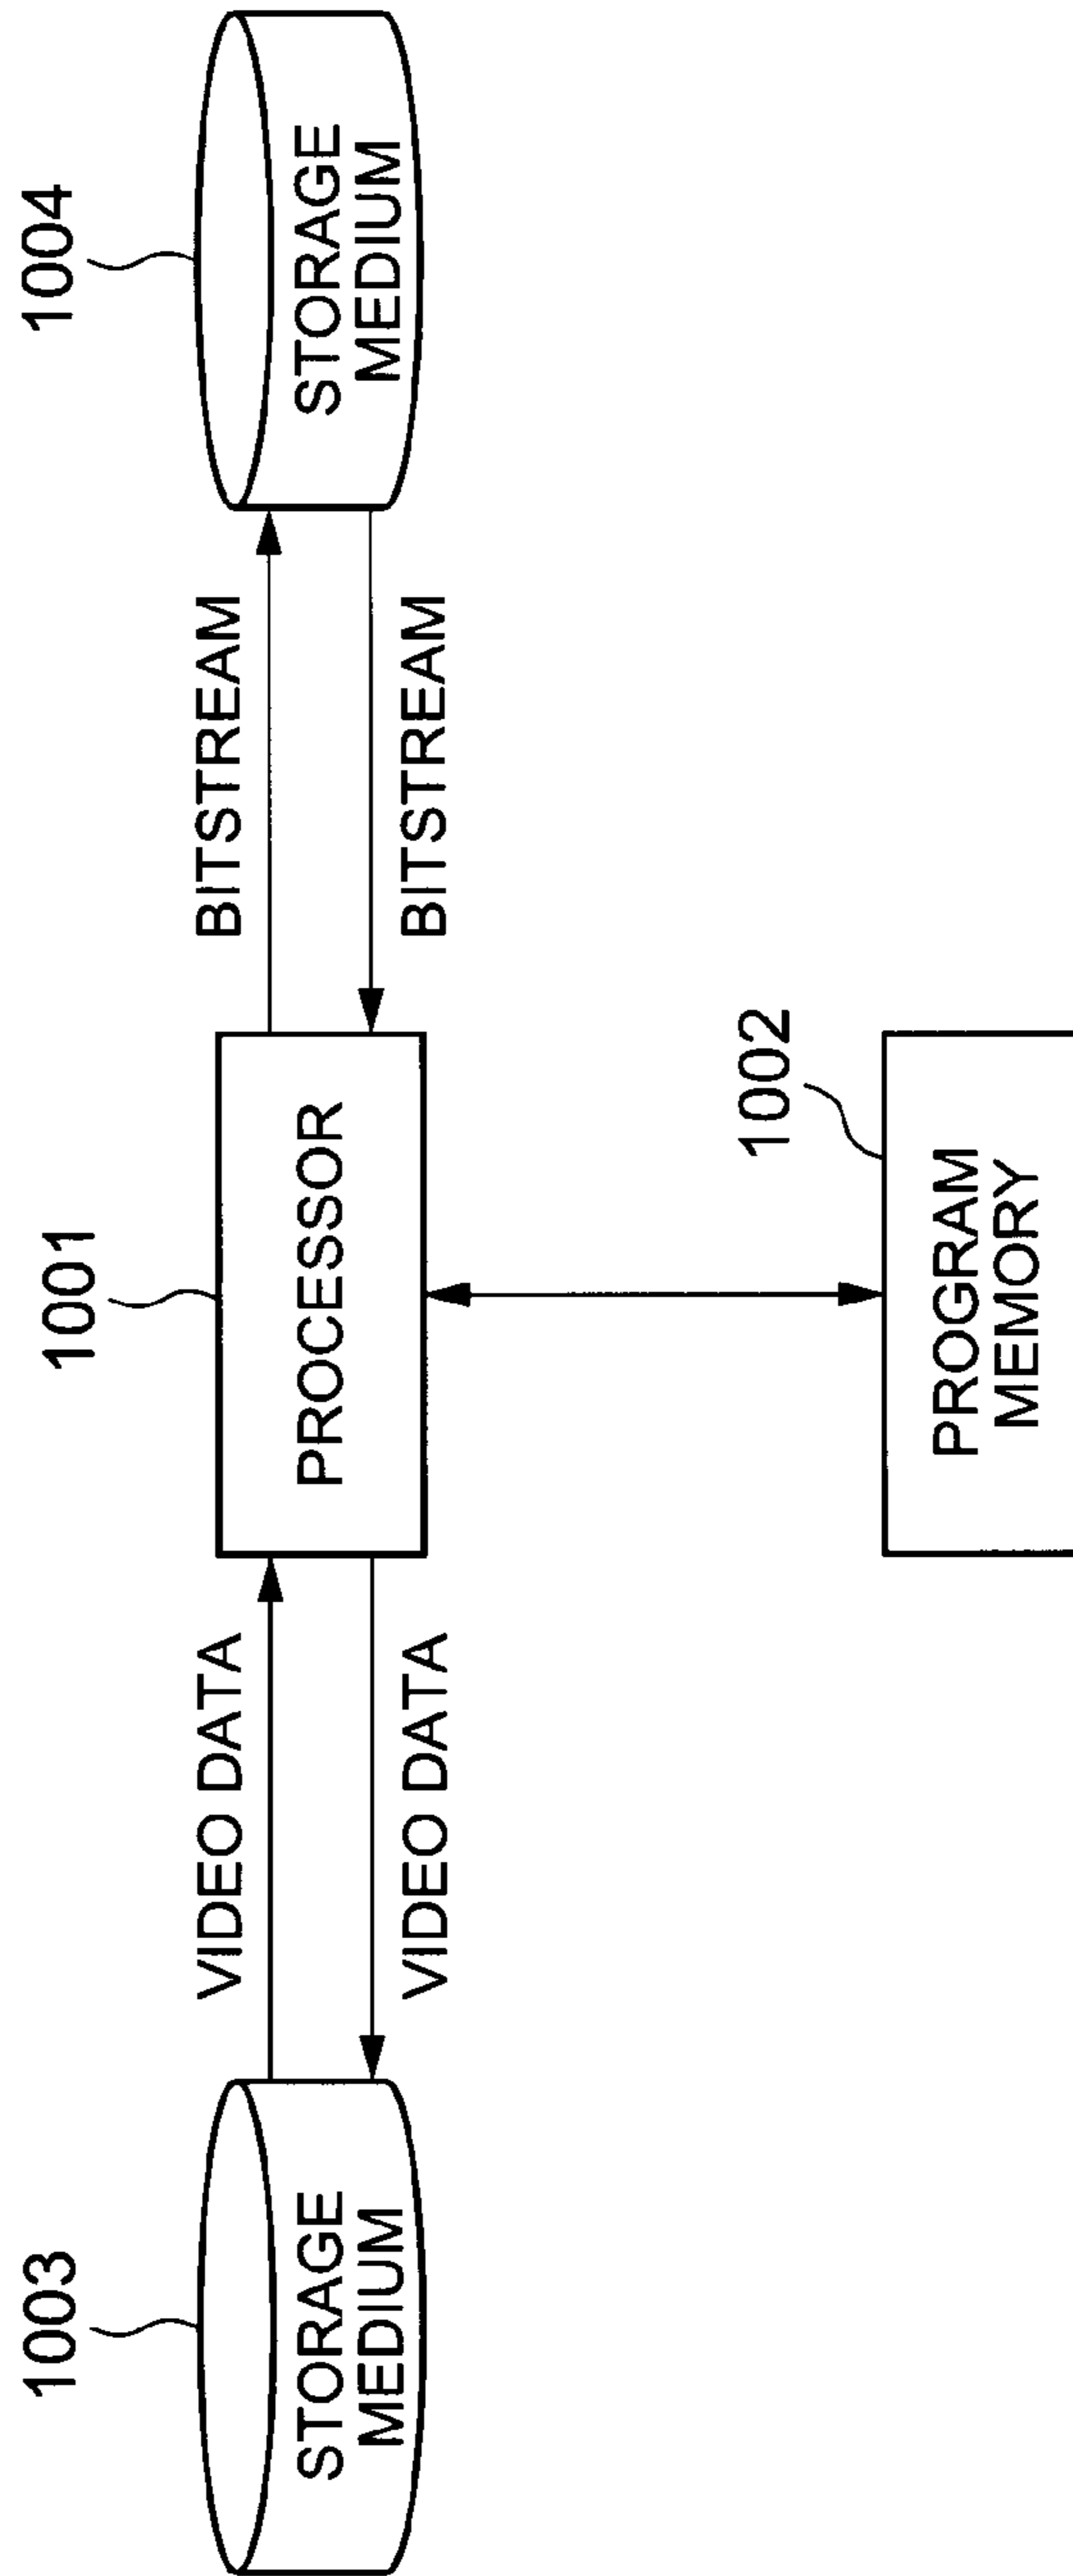 1003
STORAGE
MEDIUM
VIDEO DATA
VIDEO DATA
1001
PROCESSOR
BITSTREAM
BITSTREAM
1004
STORAGE
MEDIUM
1002
PROGRAM
MEMORY